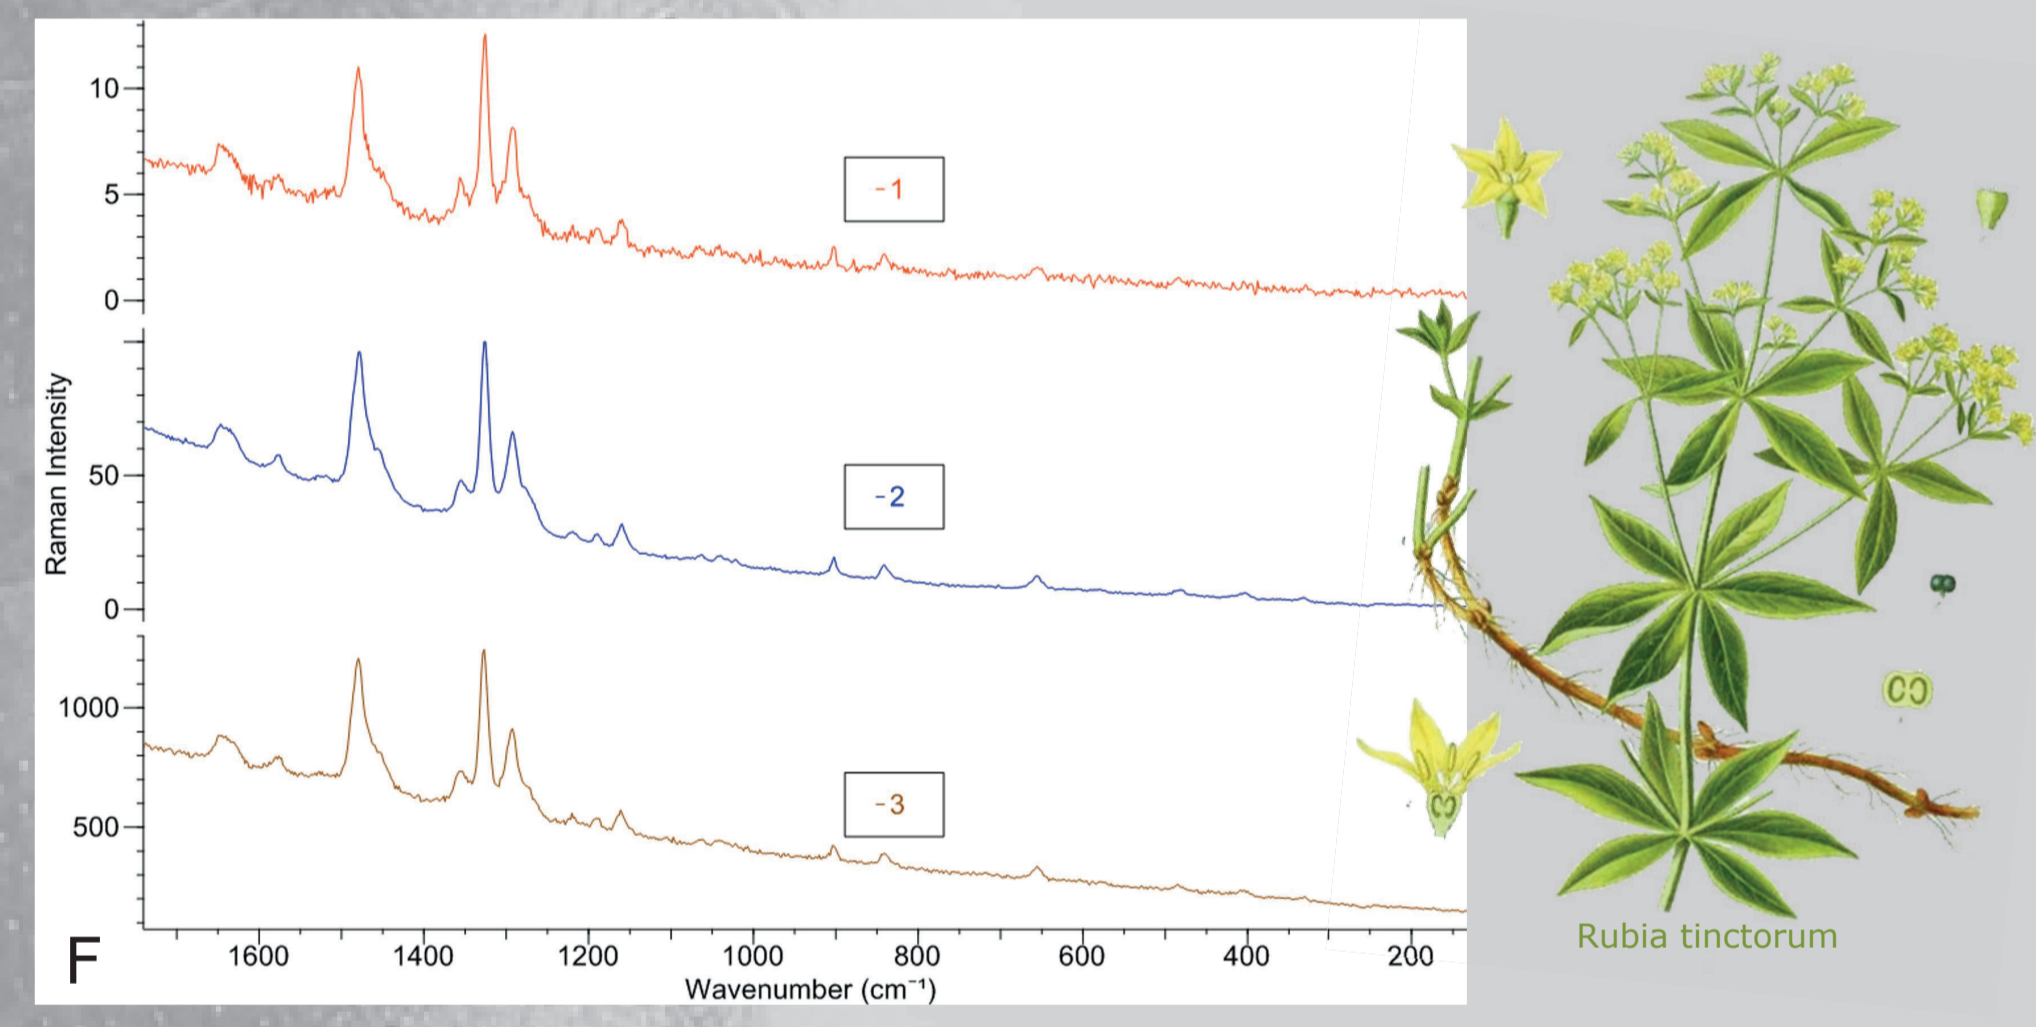 10
5
0
-1
Raman Intensity
50
0
-2
1000
500
-3
F
1600 1400 1200 1000 800 600 400 200
Wavenumber (cm⁻¹)
Rubia tinctorum